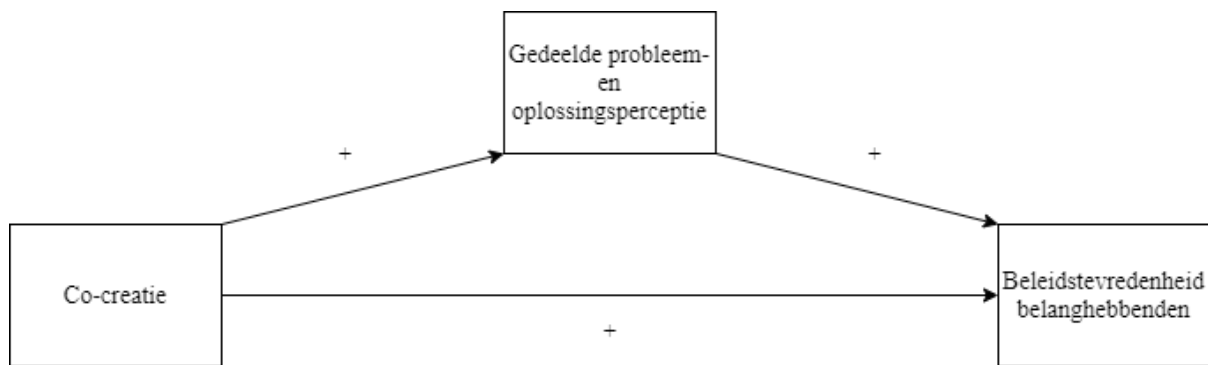 Gedeelde probleem-
en
oplossingsperceptie
+
+
Co-creatie
Beleidstevredenheid
belanghebbenden
+